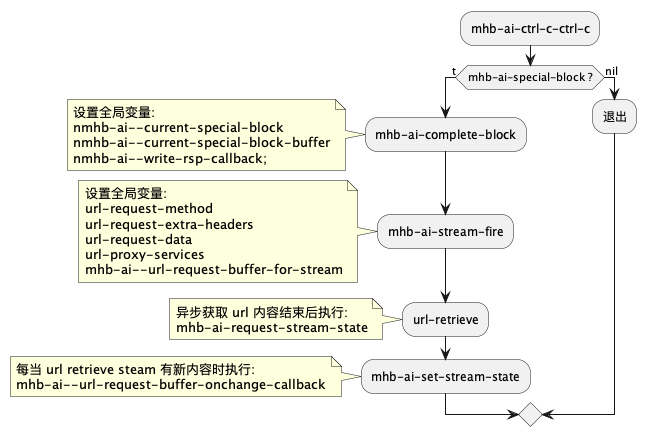 mhb-ai-ctrl-c-ctrl-c
mhb-ai-special-block ?
t
nil
退出
设置全局变量:
nmhb-ai--current-special-block
nmhb-ai--current-special-block-buffer
nmhb-ai--write-rsp-callback;
mhb-ai-complete-block
设置全局变量:
url-request-method
url-request-extra-headers
url-request-data
url-proxy-services
mhb-ai--url-request-buffer-for-stream
mhb-ai-stream-fire
异步获取 url 内容结束后执行:
mhb-ai-request-stream-state
url-retrieve
每当 url retrieve steam 有新内容时执行:
mhb-ai--url-request-buffer-onchange-callback
mhb-ai-set-stream-state